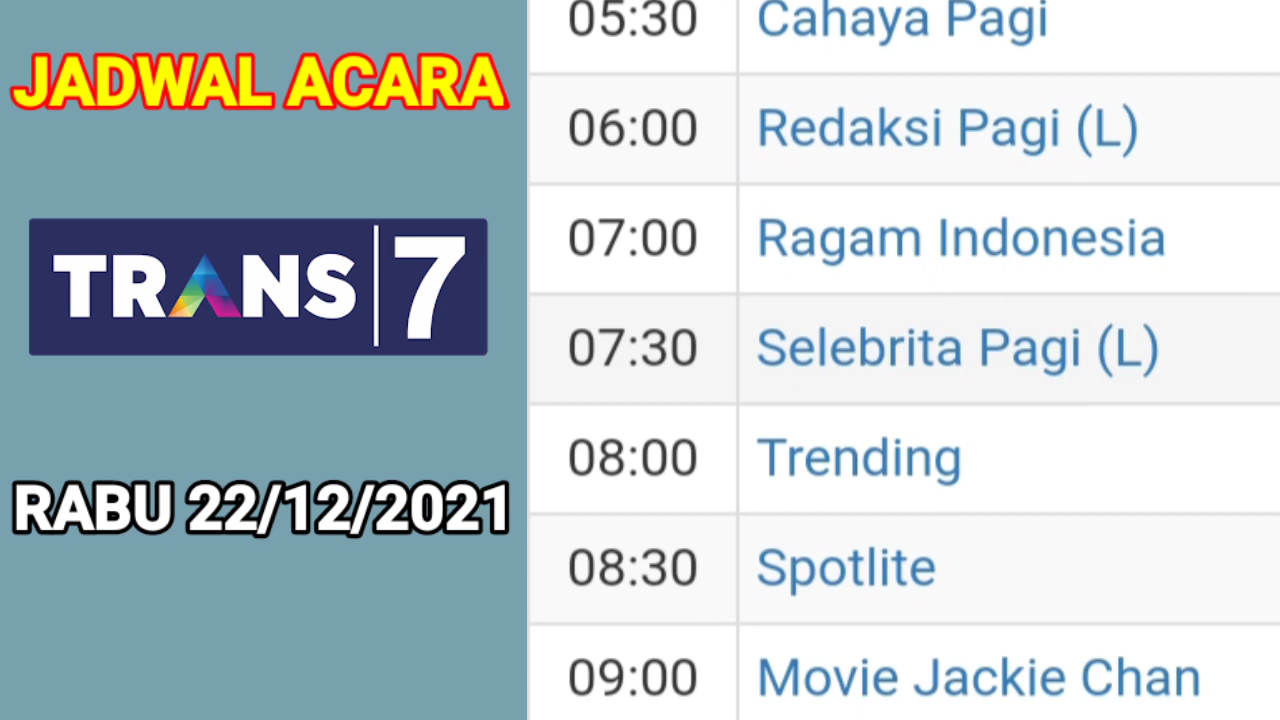 JADWAL ACARA
TRANS|7
RABU 22/12/2021
05:30 Cahaya Pagi
06:00 Redaksi Pagi (L)
07:00 Ragam Indonesia
07:30 Selebrita Pagi (L)
08:00 Trending
08:30 Spotlite
09:00 Movie Jackie Chan